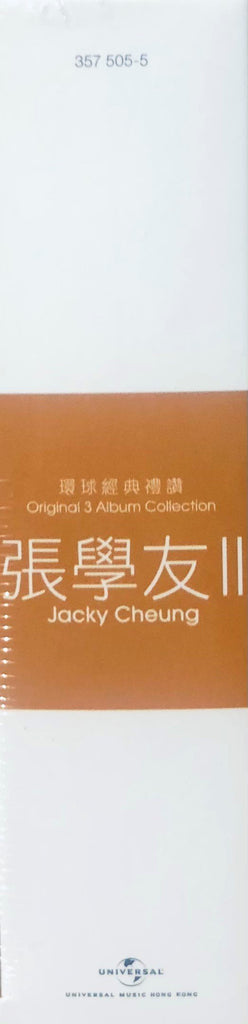 357 505-5
環球經典禮讚
Original 3 Album Collection
張學友II
Jacky Cheung
UNIVERSAL
UNIVERSAL MUSIC HONG KONG